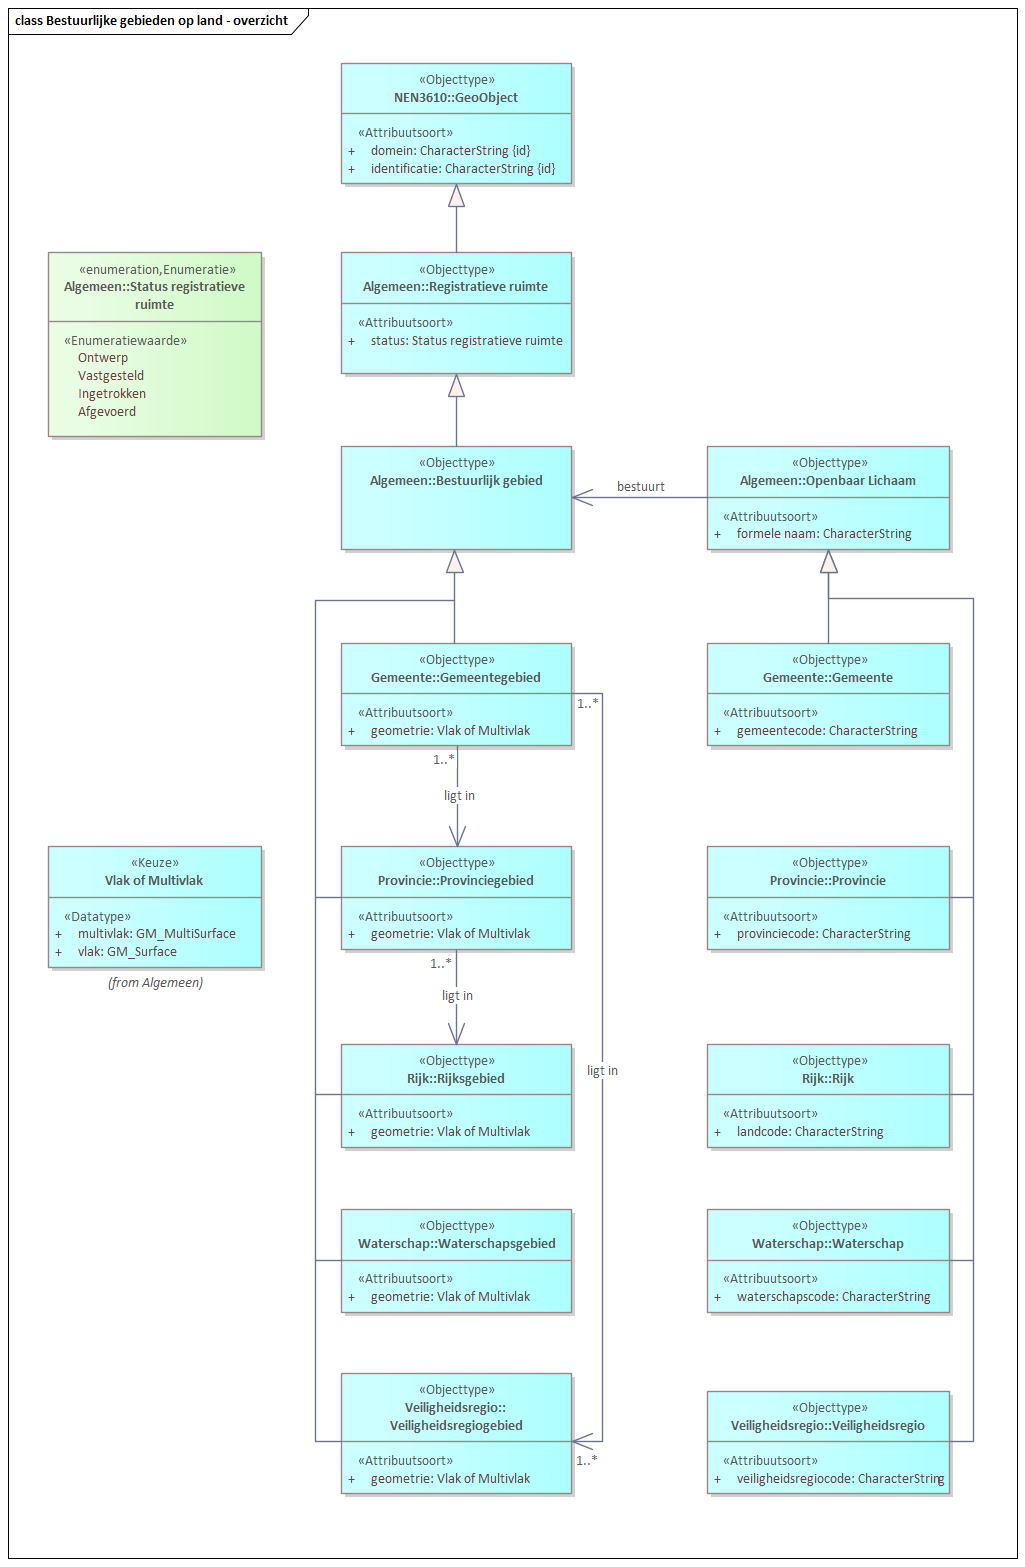 class Bestuurlijke gebieden op land - overzicht
«Objecttype»
NEN3610::GeoObject
«Attribuutsoort»
+ domein: CharacterString {id}
+ identificatie: CharacterString {id}
«enumeration,Enumeratie»
Algemeen::Status registratieve
ruimte
«Enumeratiewaarde»
Ontwerp
Vastgesteld
Ingetrokken
Afgevoerd
«Objecttype»
Algemeen::Registratieve ruimte
«Attribuutsoort»
+ status: Status registratieve ruimte
«Objecttype»
Algemeen::Bestuurlijk gebied
bestuurt
«Objecttype»
Algemeen::Openbaar Lichaam
«Attribuutsoort»
+ formele naam: CharacterString
«Objecttype»
Gemeente::Gemeentegebied
«Attribuutsoort»
+ geometrie: Vlak of Multivlak
1..*
1..*
ligt in
«Objecttype»
Gemeente::Gemeente
«Attribuutsoort»
+ gemeentecode: CharacterString
«Keuze»
Vlak of Multivlak
«Datatype»
+ multivlak: GM_MultiSurface
+ vlak: GM_Surface
(from Algemeen)
«Objecttype»
Provincie::Provinciegebied
«Attribuutsoort»
+ geometrie: Vlak of Multivlak
1..*
ligt in
«Objecttype»
Provincie::Provincie
«Attribuutsoort»
+ provinciecode: CharacterString
«Objecttype»
Rijk::Rijksgebied
«Attribuutsoort»
+ geometrie: Vlak of Multivlak
ligt in
«Objecttype»
Rijk::Rijk
«Attribuutsoort»
+ landcode: CharacterString
«Objecttype»
Waterschap::Waterschapsgebied
«Attribuutsoort»
+ geometrie: Vlak of Multivlak
«Objecttype»
Waterschap::Waterschap
«Attribuutsoort»
+ waterschapscode: CharacterString
«Objecttype»
Veiligheidsregio::
Veiligheidsregiogebied
«Attribuutsoort»
+ geometrie: Vlak of Multivlak
1..*
«Objecttype»
Veiligheidsregio::Veiligheidsregio
«Attribuutsoort»
+ veiligheidsregiocode: CharacterString